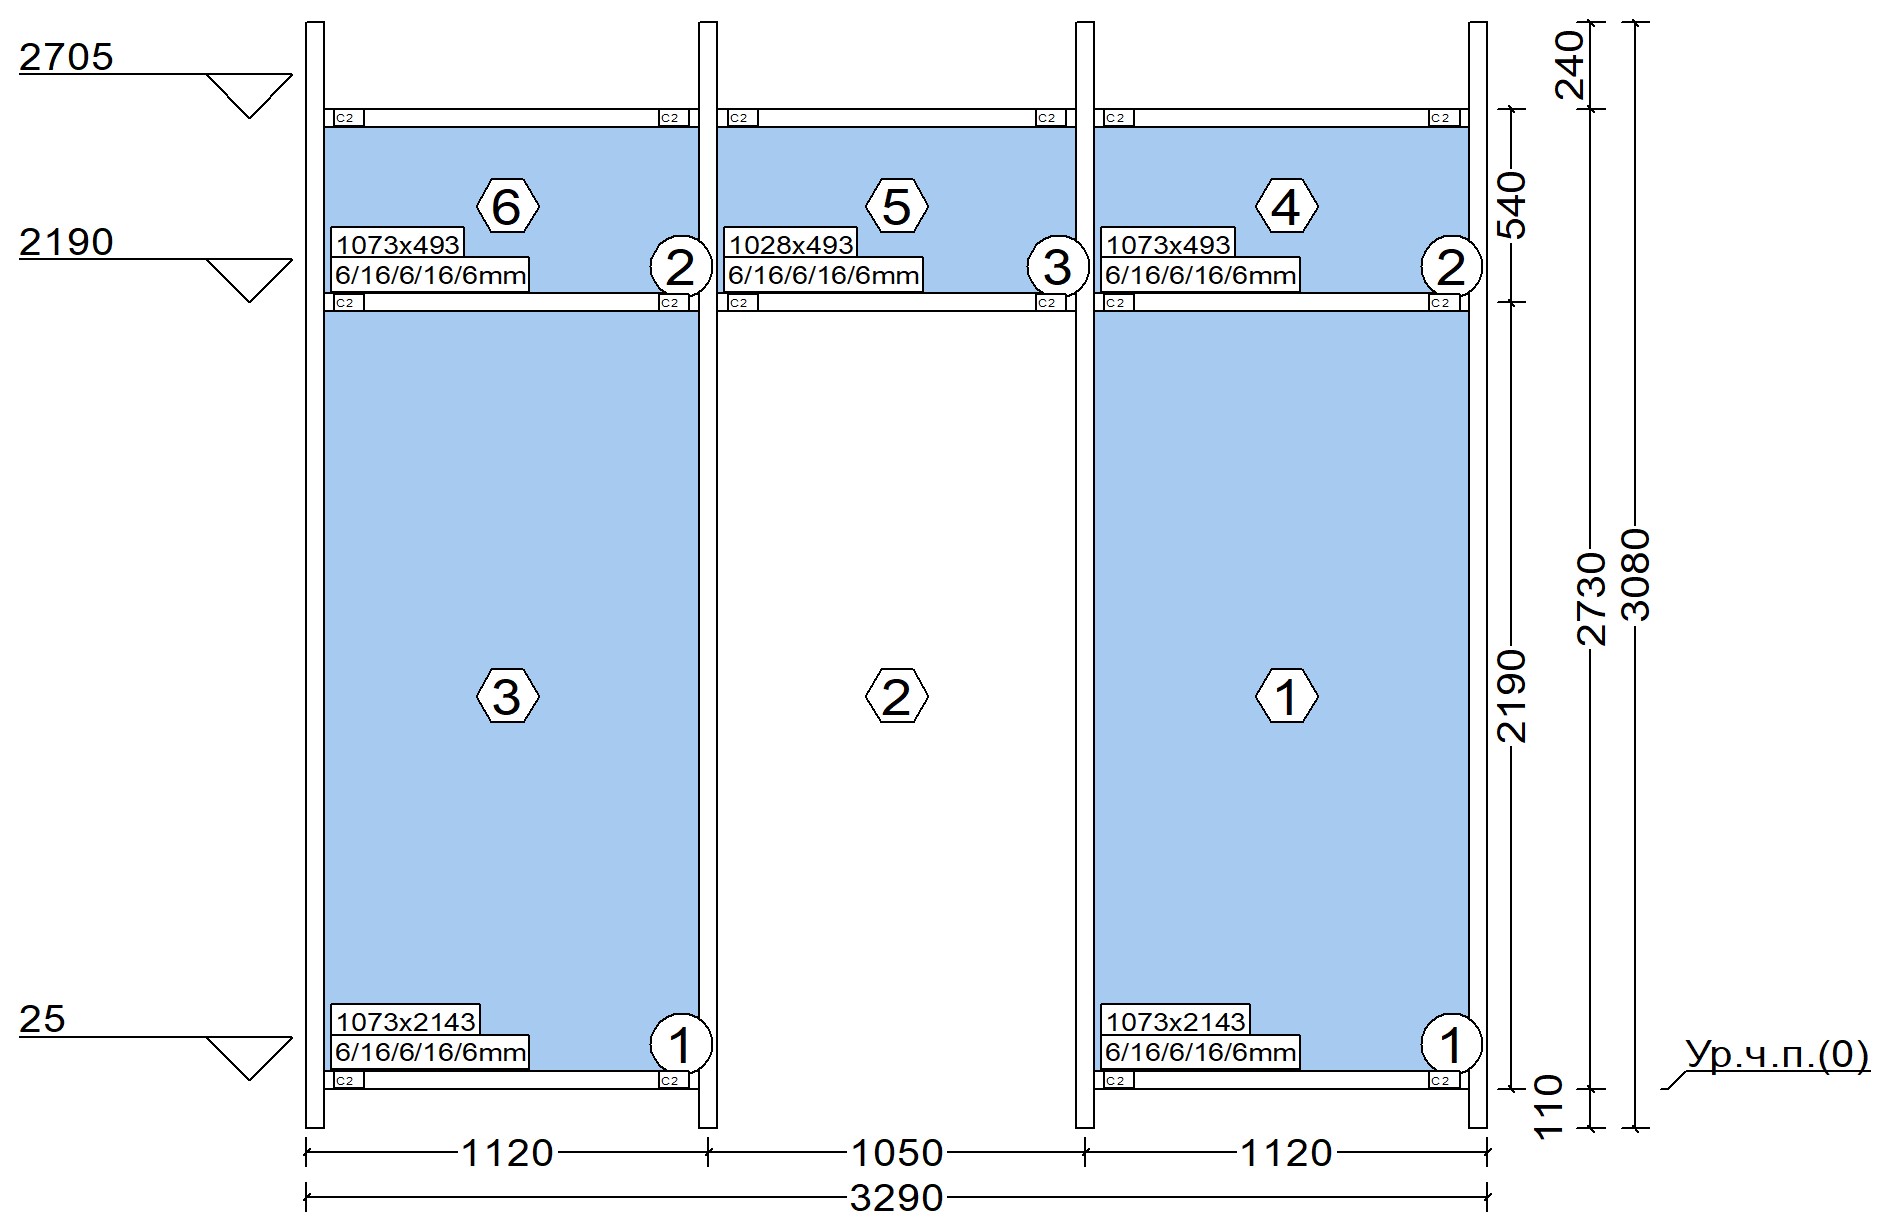 2705
240
C2 C2 C2 C2 C2 C2
6 5 4
540
2190
1073x493 1028x493 1073x493
6/16/6/16/6mm 2 6/16/6/16/6mm 3 6/16/6/16/6mm 2
C2 C2 C2 C2 C2 C2
2730
3080
2190
3 2 1
25
1073x2143 1073x2143
6/16/6/16/6mm 1 6/16/6/16/6mm 1
Ур.ч.п.(0)
C2 C2 C2 C2
110
1120 1050 1120
3290